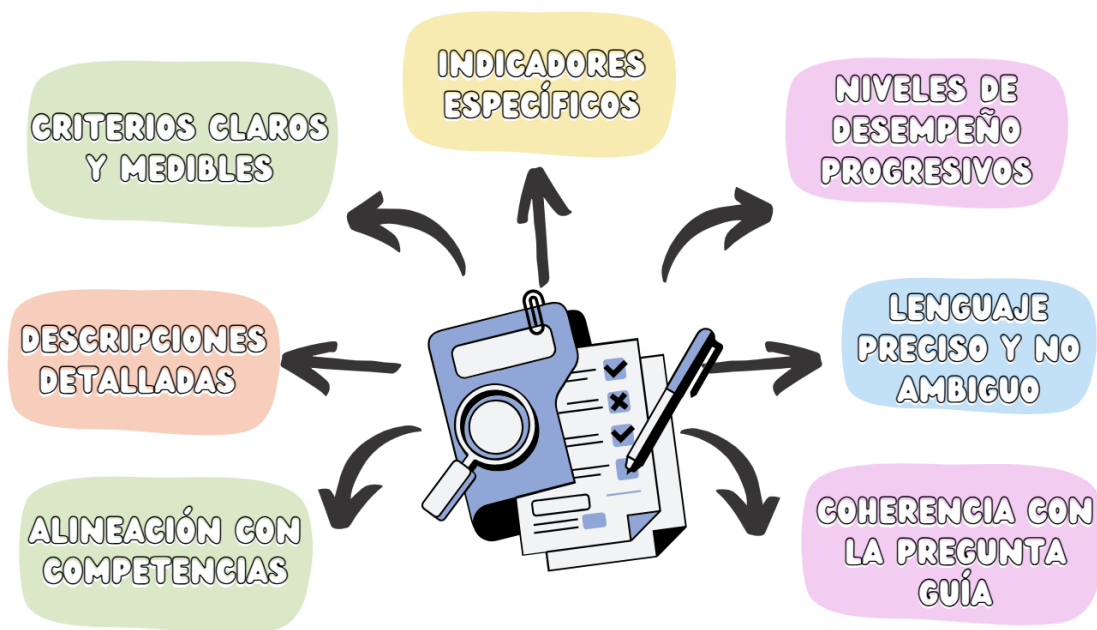 INDICADORES
ESPECÍFICOS
CRITERIOS CLAROS
Y MEDIBLES
NIVELES DE
DESEMPEÑO
PROGRESIVOS
DESCRIPCIONES
DETALLADAS
LENGUAJE
PRECISO Y NO
AMBIGUO
ALINEACIÓN CON
COMPETENCIAS
COHERENCIA CON
LA PREGUNTA
GUÍA